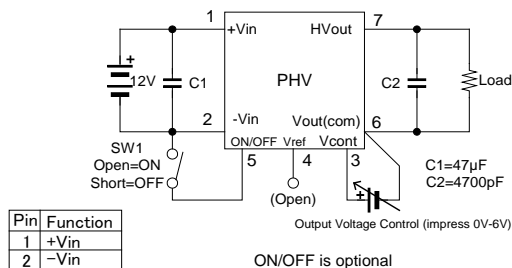 1
7
+Vin
HVout
+
12V
C1
PHV
C2
Load
2
-Vin
Vout(com)
6
ON/OFF
Vref
Vcont
SW1
Open=ON
Short=OFF
5
4
3
C1=47μF
C2=4700pF
(Open)
+
Output Voltage Control (impress 0V-6V)
Pin Function
1 +Vin
2 -Vin
ON/OFF is optional